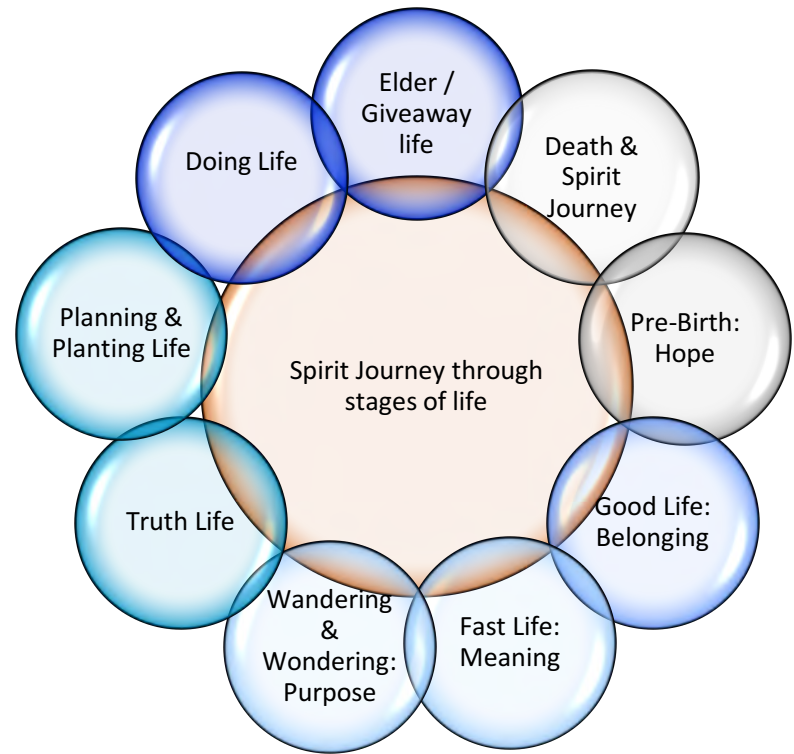 Elder /
Giveaway
life
Death &
Spirit
Journey
Pre-Birth:
Hope
Good Life:
Belonging
Fast Life:
Meaning
Wandering
&
Wondering:
Purpose
Truth Life
Planning &
Planting Life
Doing Life
Spirit Journey through
stages of life